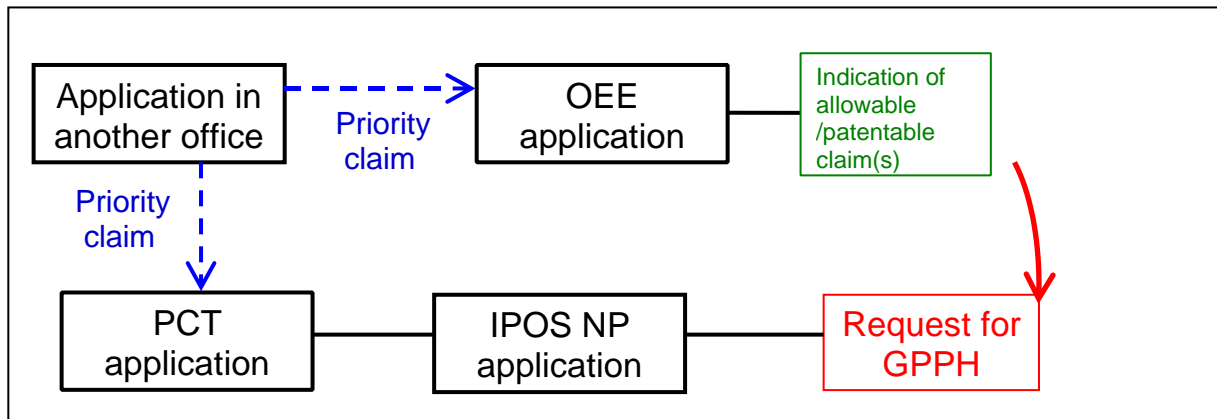 Application in
another office
Priority
claim
OEE
application
Indication of
allowable
/patentable
claim(s)
Priority
claim
PCT
application
IPOS NP
application
Request for
GPPH